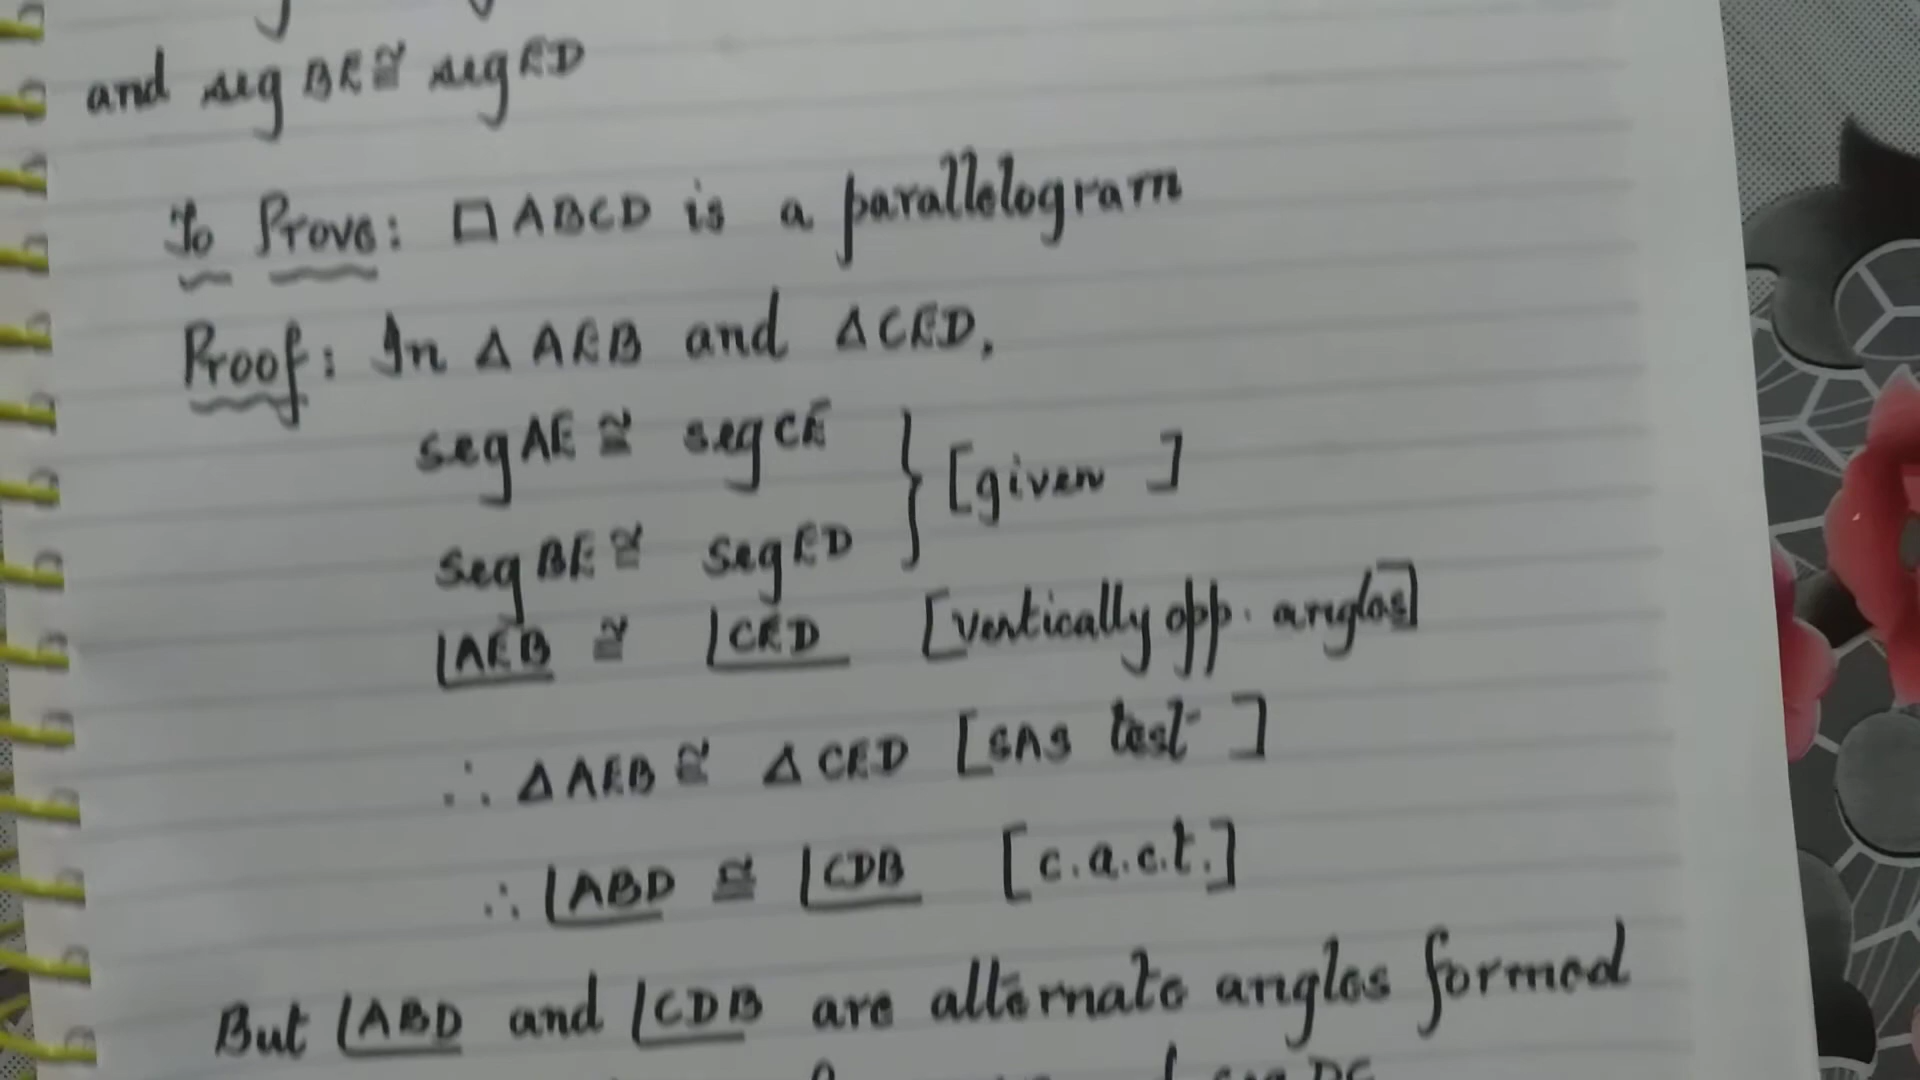 and seg BE ≅ seg ED
To Prove: □ ABCD is a parallelogram
Proof: In Δ AEB and Δ CED,
seg AE ≅ seg CE } [given ]
seg BE ≅ seg ED
∠AEB ≅ ∠CED [vertically opp. angles]
∴ Δ AEB ≅ Δ CED [SAS test ]
∴ ∠ABD ≅ ∠CDB [c.a.c.t.]
But ∠ABD and ∠CDB are alternate angles formed
seg DC